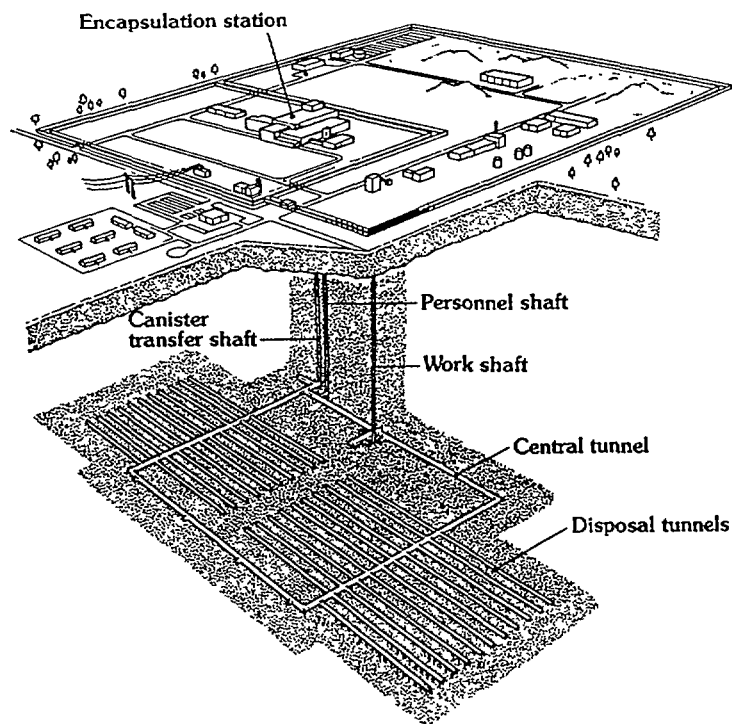 Encapsulation station
Personnel shaft
Canister
transfer shaft
Work shaft
Central tunnel
Disposal tunnels